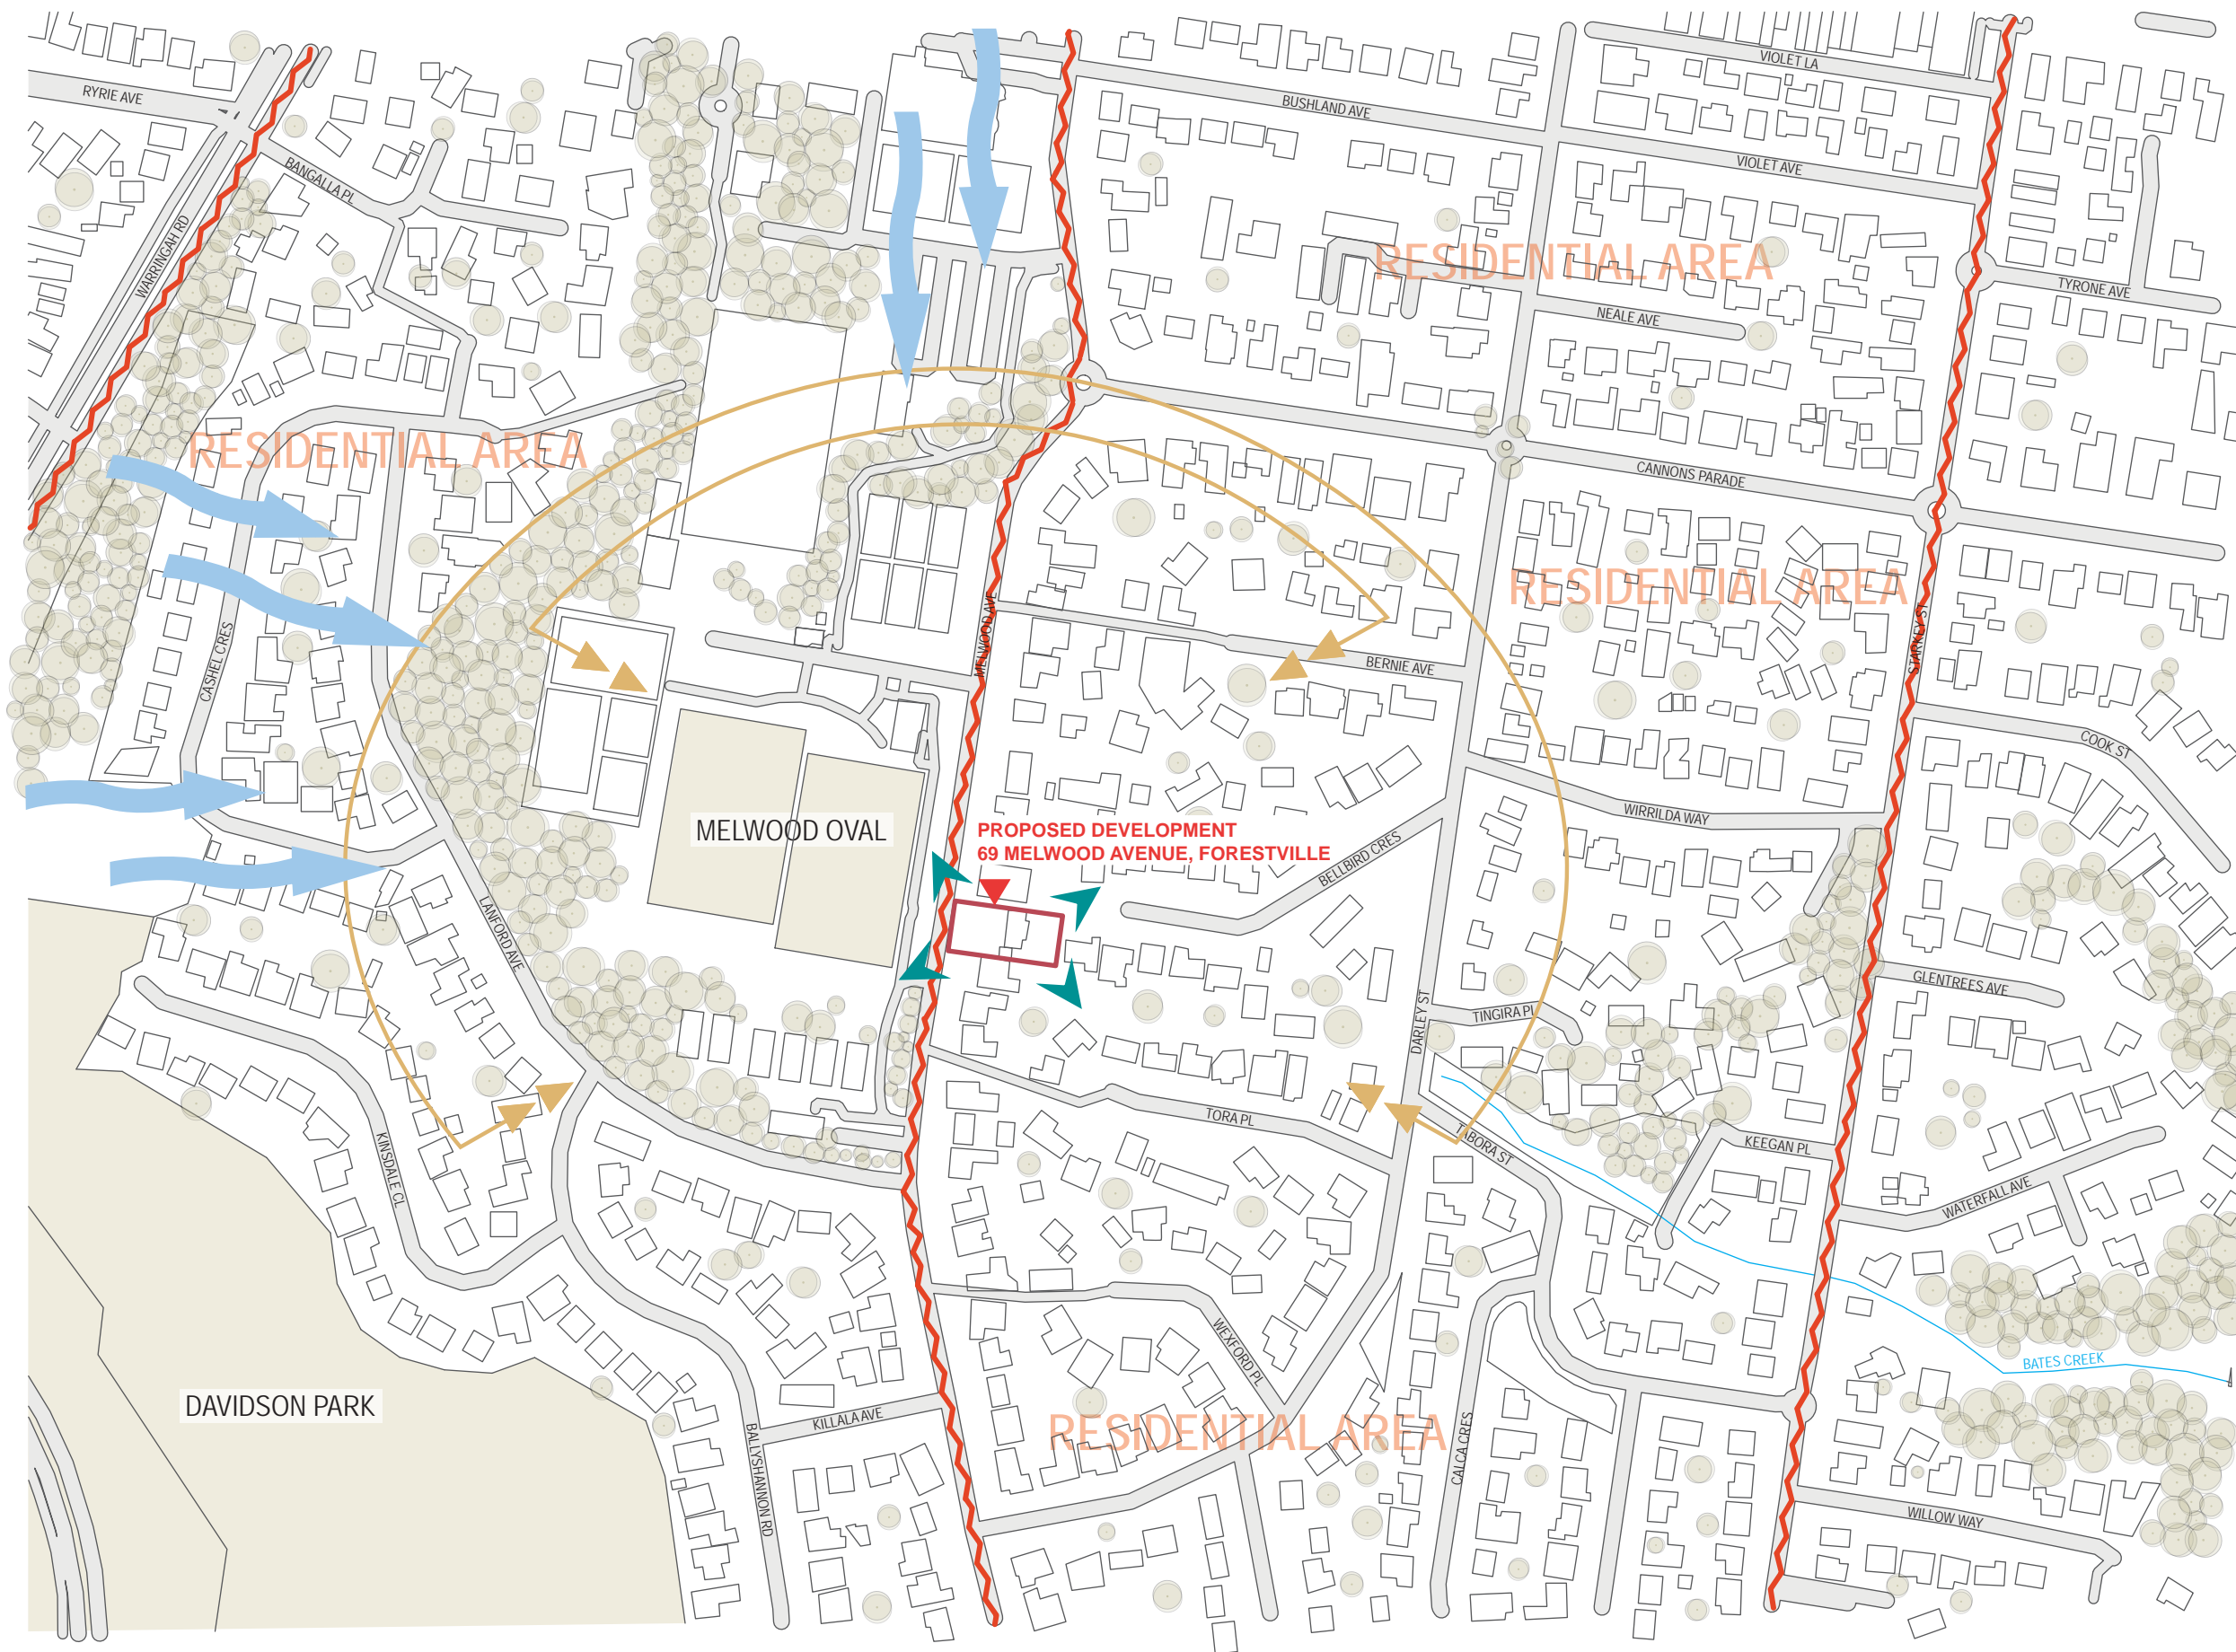 VIOLET LA
RYRIE AVE
BUSHLAND AVE
VIOLET AVE
BANGALLA PL
WARRINGAH RD
RESIDENTIAL AREA
TYRONE AVE
NEALE AVE
RESIDENTIAL AREA
CANNONS PARADE
RESIDENTIAL AREA
MELWOOD AVE
STARKEY ST
CASHEL CRES
BERNIE AVE
COOK ST
WIRRILDA WAY
MELWOOD OVAL
PROPOSED DEVELOPMENT
69 MELWOOD AVENUE, FORESTVILLE
BELLBIRD CRES
LANFORD AVE
GLENTREES AVE
TINGIRA PL
DARLEY ST
TORA PL
TABORA ST
KEEGAN PL
KINSDALE CL
WATERFALL AVE
WEXFORD PL
BATES CREEK
DAVIDSON PARK
KILLALA AVE
RESIDENTIAL AREA
CALCA CRES
BALLYSHANNON RD
WILLOW WAY